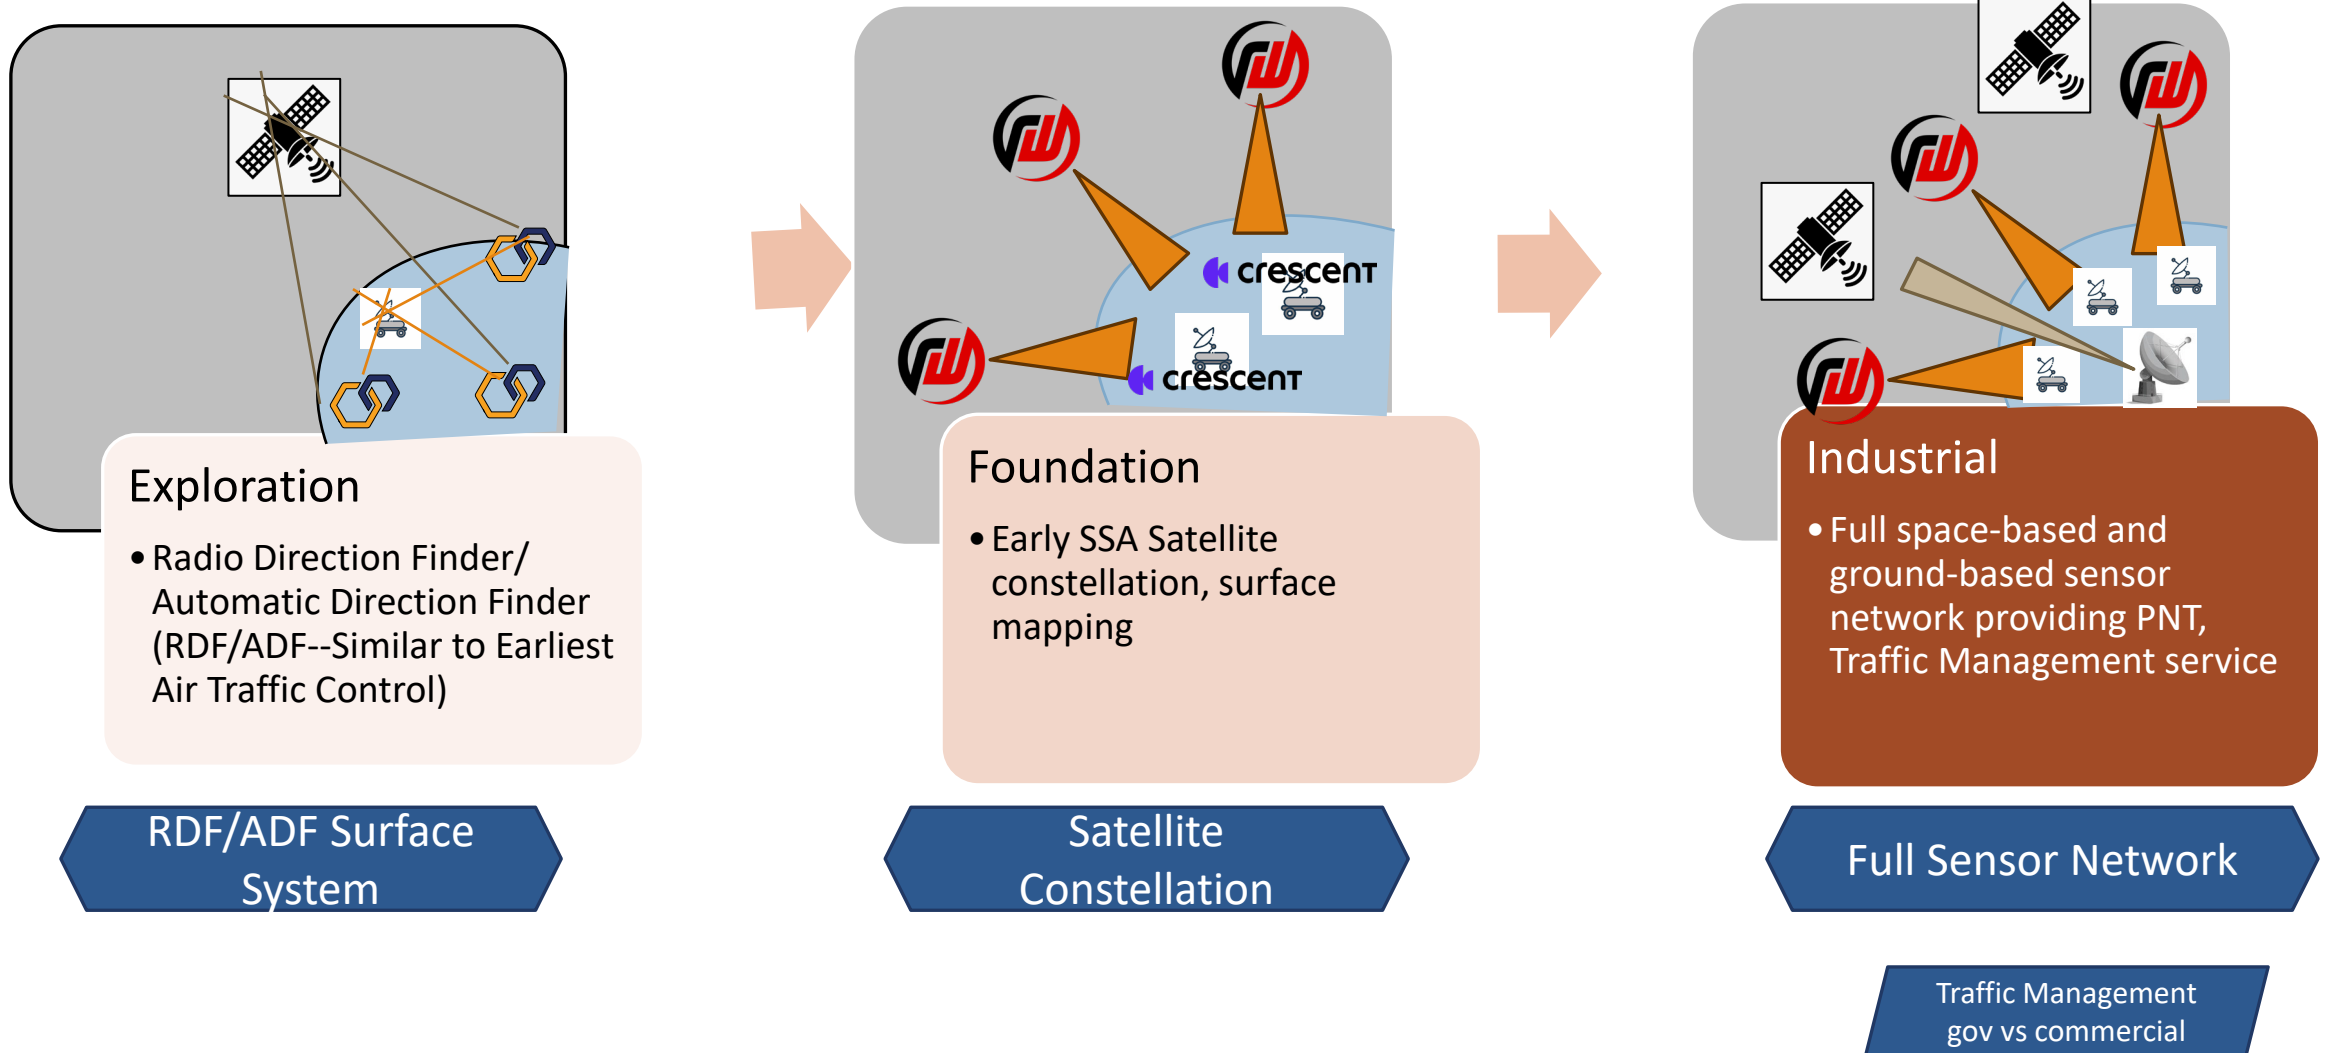 crescent
crescent
Exploration
• Radio Direction Finder/
Automatic Direction Finder
(RDF/ADF--Similar to Earliest
Air Traffic Control)
RDF/ADF Surface
System
Foundation
• Early SSA Satellite
constellation, surface
mapping
Satellite
Constellation
Industrial
• Full space-based and
ground-based sensor
network providing PNT,
Traffic Management service
Full Sensor Network
Traffic Management
gov vs commercial